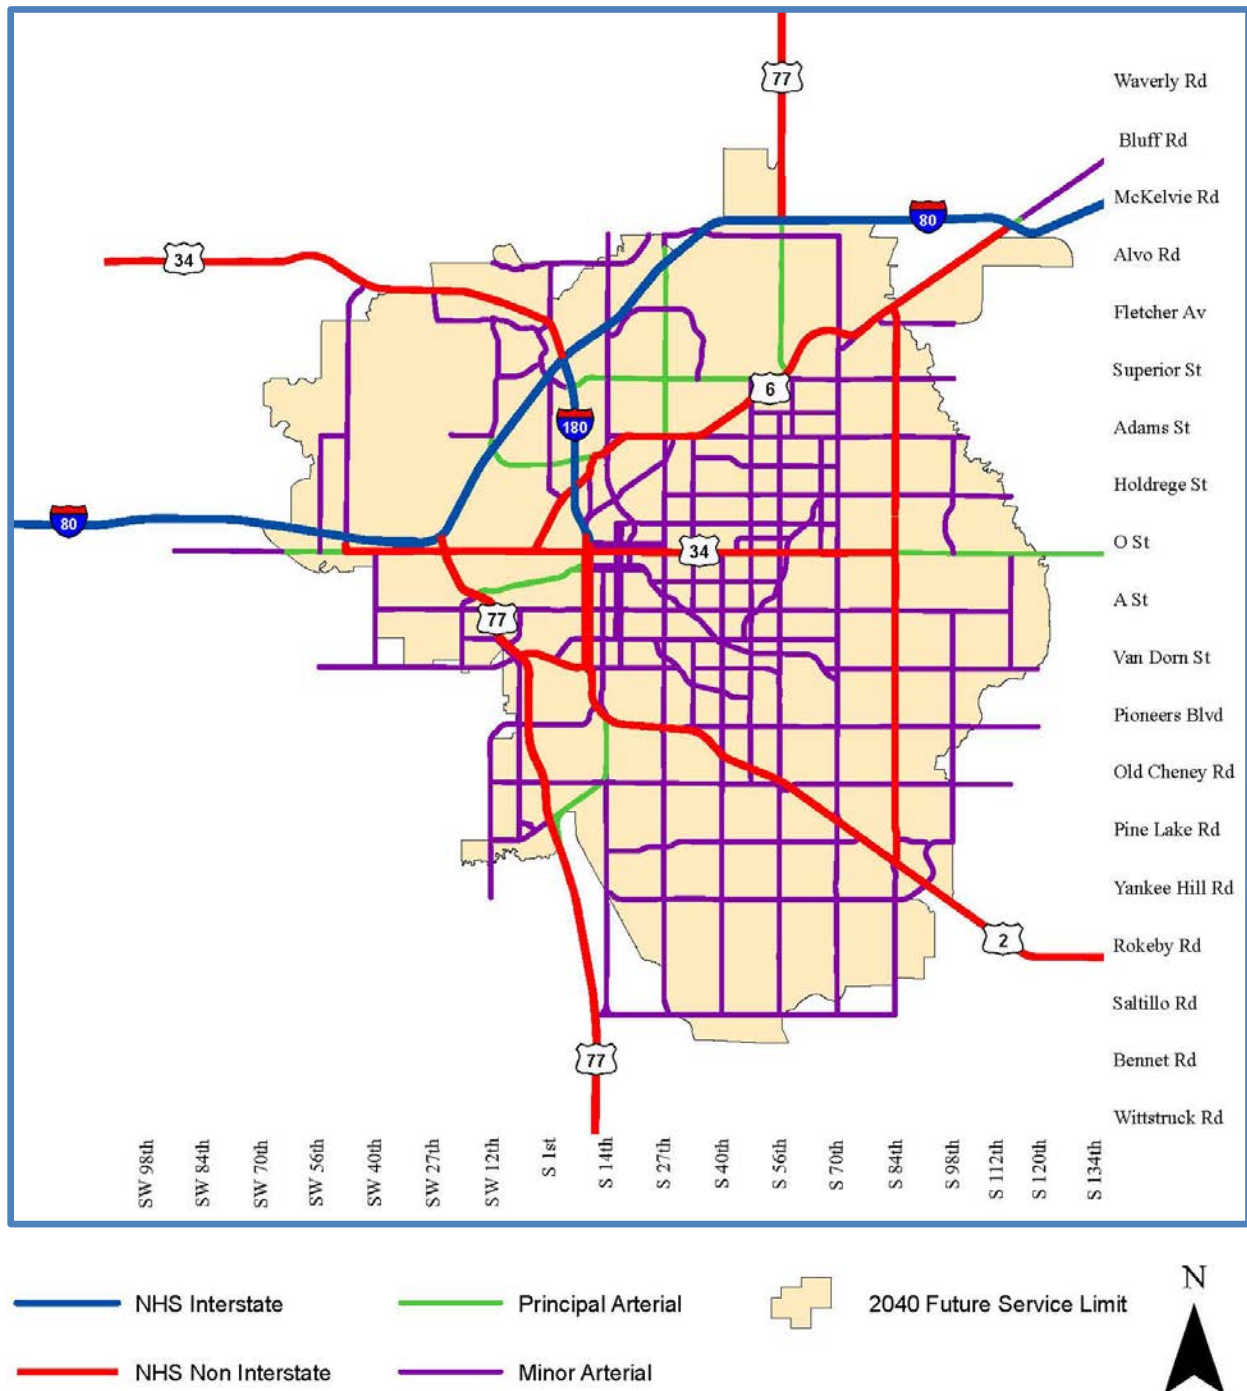 77
Waverly Rd
Bluff Rd
McKelvie Rd
80
34
Alvo Rd
Fletcher Av
Superior St
6
180
Adams St
Holdrege St
80
O St
34
A St
77
Van Dorn St
Pioneers Blvd
Old Cheney Rd
Pine Lake Rd
Yankee Hill Rd
2
Rokeby Rd
Saltillo Rd
77
Bennet Rd
Wittstruck Rd
SW 98th
SW 84th
SW 70th
SW 56th
SW 40th
SW 27th
SW 12th
S 1st
S 14th
S 27th
S 40th
S 56th
S 70th
S 84th
S 98th
S 112th
S 120th
S 134th
NHS Interstate
Principal Arterial
2040 Future Service Limit
N
NHS Non Interstate
Minor Arterial